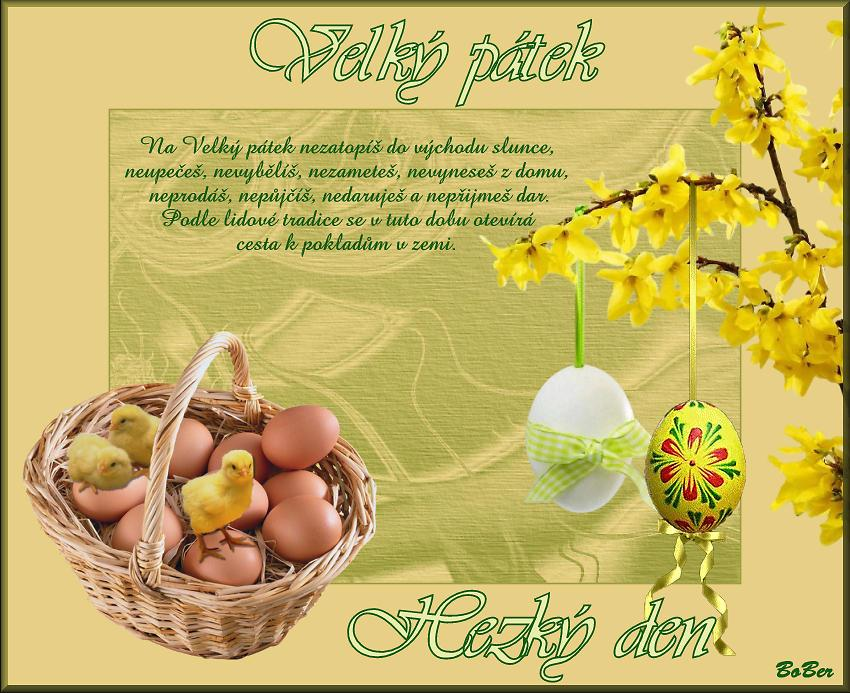 Velký pátek
Na Velký pátek nezatopíš do východu slunce,
neupečeš, nevybělíš, nezameteš, nevyneseš z domu,
neprodáš, nepůjčíš, nedaruješ a nepřijmeš dar.
Podle lidové tradice se v tuto dobu otevírá
cesta k pokladům v zemi.
Hezký den
BoBer